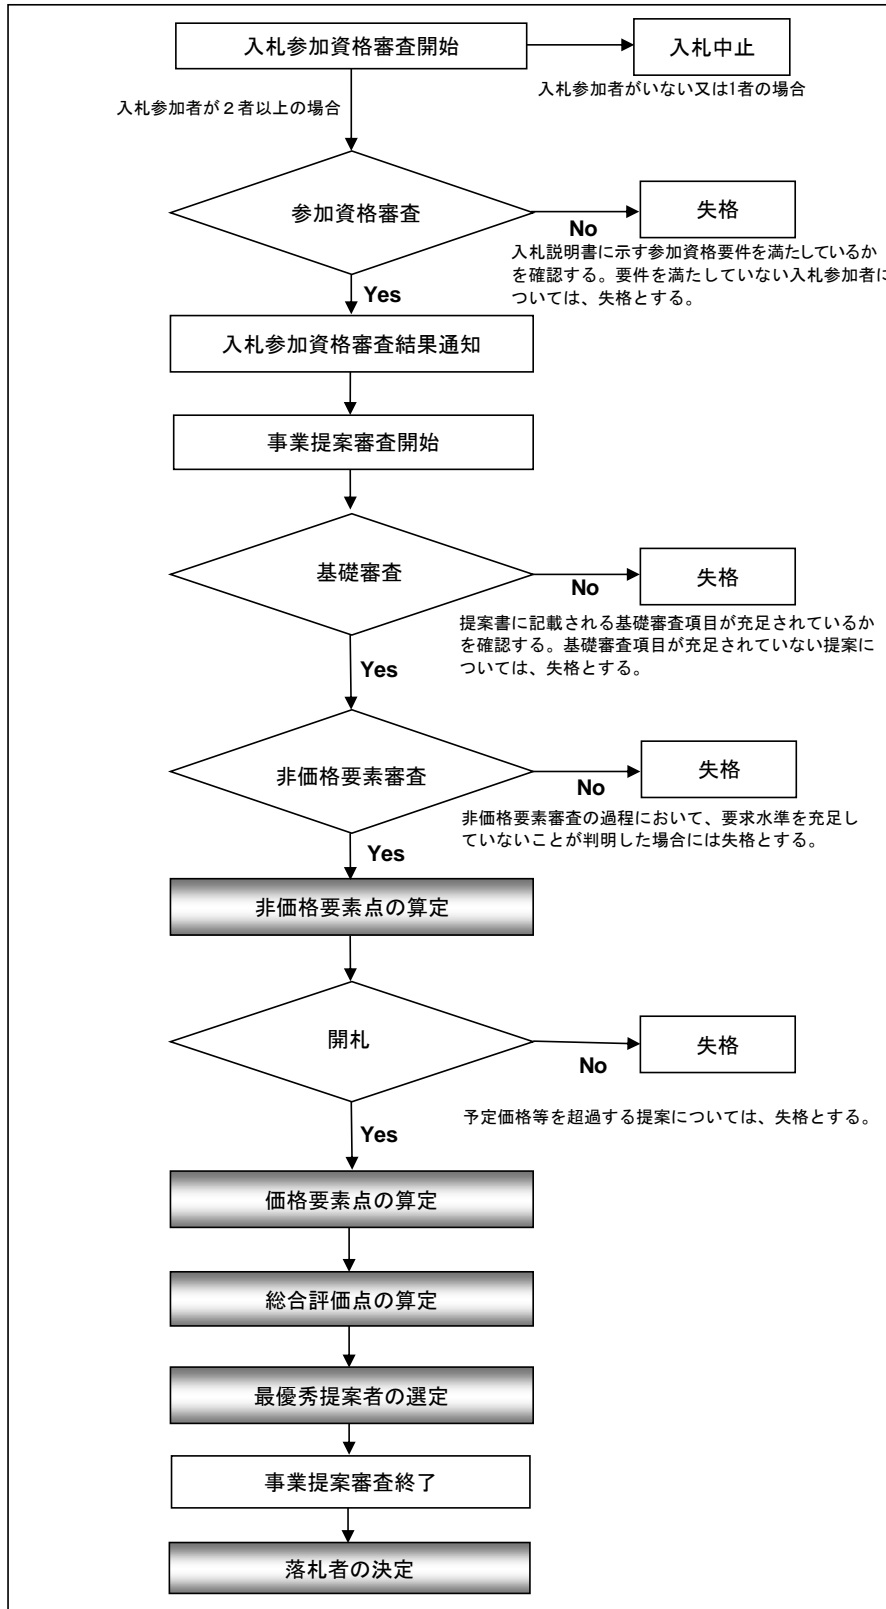 入札参加資格審査開始
入札中止
入札参加者がいない又は1者の場合
入札参加者が２者以上の場合
参加資格審査
失格
No
入札説明書に示す参加資格要件を満たしているか
を確認する。要件を満たしていない入札参加者に
ついては、失格とする。
Yes
入札参加資格審査結果通知
事業提案審査開始
基礎審査
失格
No
提案書に記載される基礎審査項目が充足されているか
を確認する。基礎審査項目が充足されていない提案に
ついては、失格とする。
Yes
非価格要素審査
失格
No
非価格要素審査の過程において、要求水準を充足し
ていないことが判明した場合には失格とする。
Yes
非価格要素点の算定
開札
失格
No
予定価格等を超過する提案については、失格とする。
Yes
価格要素点の算定
総合評価点の算定
最優秀提案者の選定
事業提案審査終了
落札者の決定